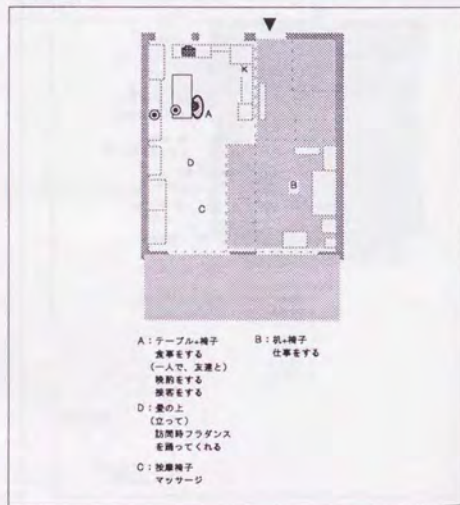 K
A
D
B
C
A：テーブル+椅子
食事をする
（一人で、友達と）
晩酌をする
接客をする
D：畳の上
（立って）
訪問時フラダンス
を踊ってくれる
C：按摩椅子
マッサージ
B：机+椅子
仕事をする